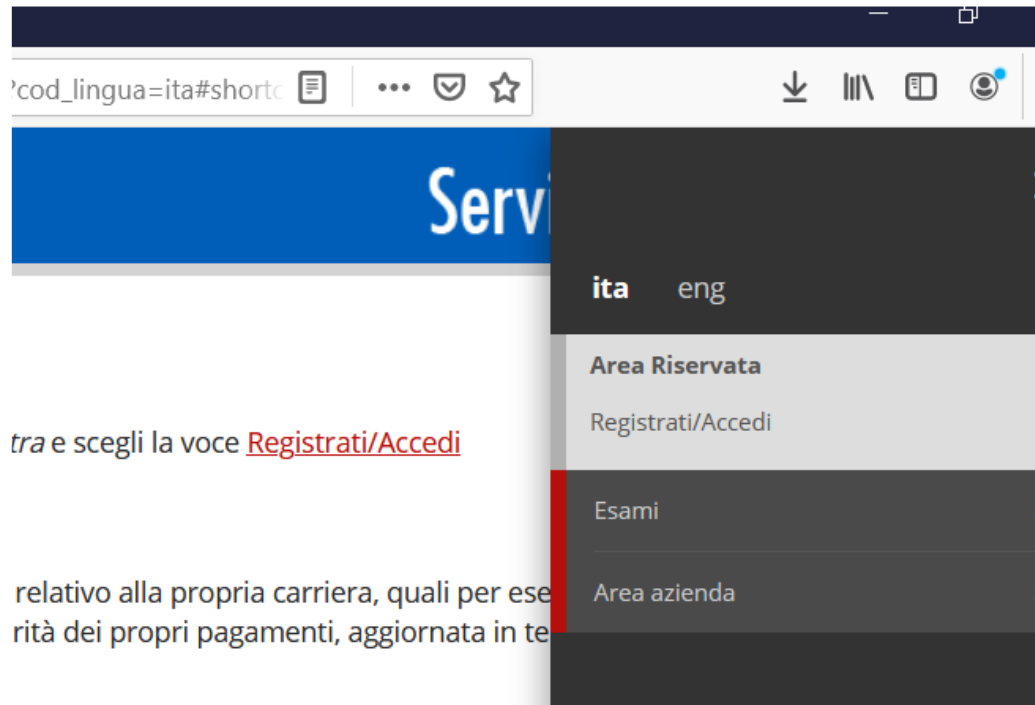 ?cod_lingua=ita#shortc
Servi
ita eng
Area Riservata
Registrati/Accedi
tra e scegli la voce Registrati/Accedi
Esami
relativo alla propria carriera, quali per ese
Area azienda
rità dei propri pagamenti, aggiornata in te